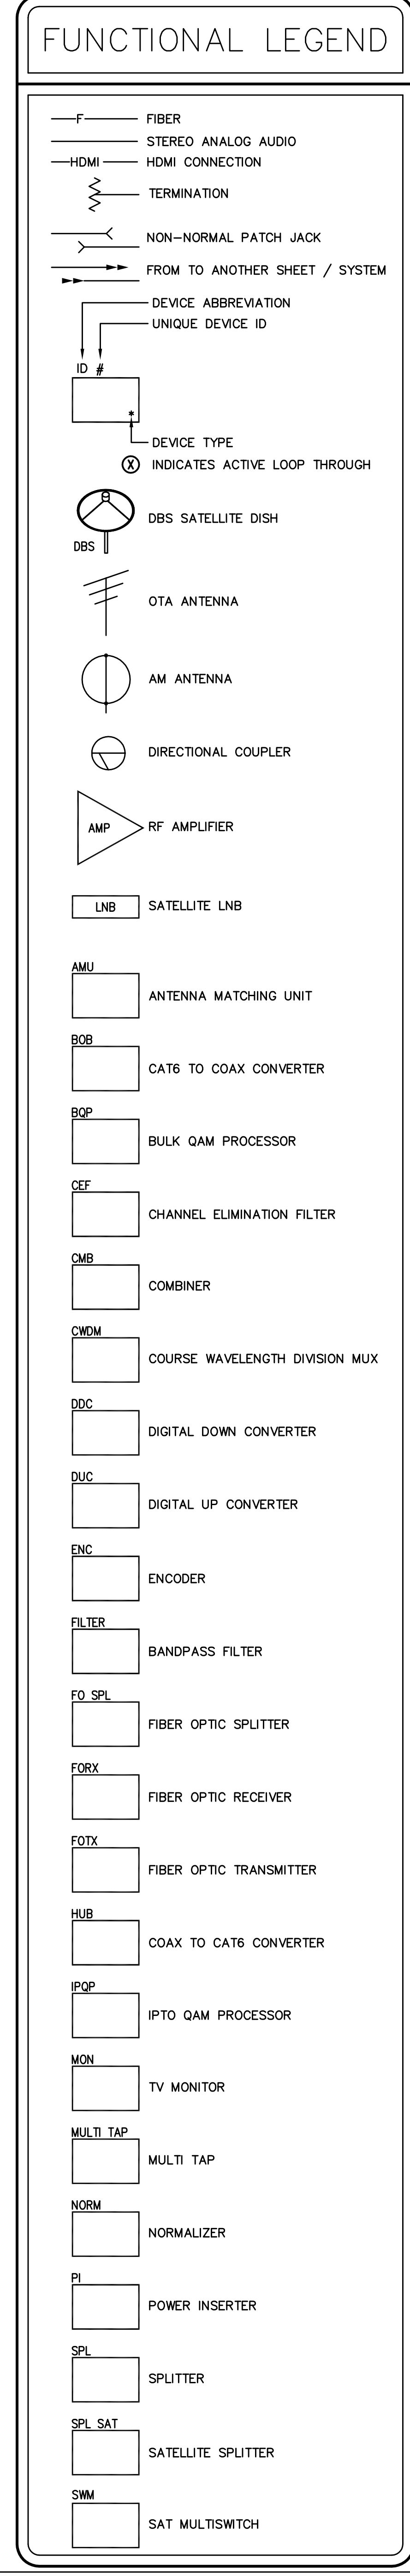 FUNCTIONAL LEGEND
F FIBER
STEREO ANALOG AUDIO
HDMI HDMI CONNECTION
TERMINATION
NON-NORMAL PATCH JACK
FROM TO ANOTHER SHEET / SYSTEM
DEVICE ABBREVIATION
UNIQUE DEVICE ID
ID #
*
DEVICE TYPE
X INDICATES ACTIVE LOOP THROUGH
DBS SATELLITE DISH
DBS
OTA ANTENNA
AM ANTENNA
DIRECTIONAL COUPLER
AMP RF AMPLIFIER
LNB SATELLITE LNB
AMU
ANTENNA MATCHING UNIT
BOB
CAT6 TO COAX CONVERTER
BQP
BULK QAM PROCESSOR
CEF
CHANNEL ELIMINATION FILTER
CMB
COMBINER
CWDM
COURSE WAVELENGTH DIVISION MUX
DDC
DIGITAL DOWN CONVERTER
DUC
DIGITAL UP CONVERTER
ENC
ENCODER
FILTER
BANDPASS FILTER
FO SPL
FIBER OPTIC SPLITTER
FORX
FIBER OPTIC RECEIVER
FOTX
FIBER OPTIC TRANSMITTER
HUB
COAX TO CAT6 CONVERTER
IPQP
IPTO QAM PROCESSOR
MON
TV MONITOR
MULTI TAP
MULTI TAP
NORM
NORMALIZER
PI
POWER INSERTER
SPL
SPLITTER
SPL SAT
SATELLITE SPLITTER
SWM
SAT MULTISWITCH